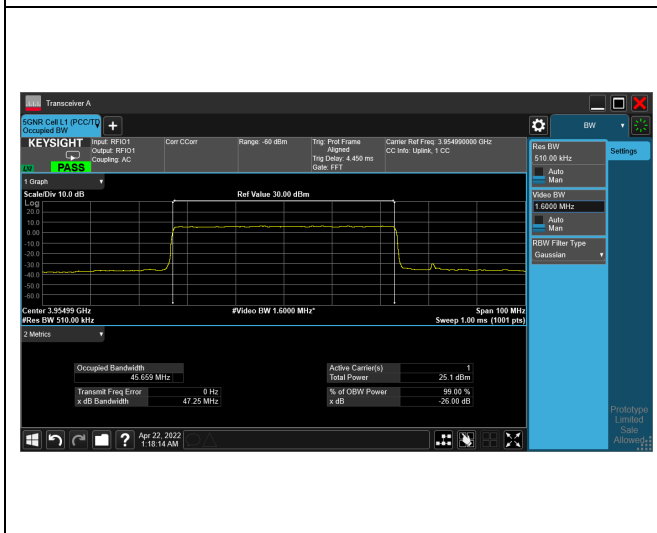 Transceiver A
5GNR Cell L1 (PCC/TD
Occupied BW
BW
KEYSIGHT
LU
PASS
Input: RFIO1
Output: RFIO1
Coupling: AC
Corr CCorr
Range: -60 dBm
Trig: Prot Frame
Aligned
Trig Delay: 4.450 ms
Gate: FFT
Carrier Ref Freq: 3.954990000 GHz
CC Info: Uplink, 1 CC
Res BW
510.00 kHz
Auto
Man
Video BW
1.6000 MHz
Auto
Man
RBW Filter Type
Gaussian
Settings
1 Graph
Scale/Div 10.0 dB
Ref Value 30.00 dBm
Log
20.0
10.0
0.00
-10.0
-20.0
-30.0
-40.0
-50.0
-60.0
Center 3.95499 GHz
#Video BW 1.6000 MHz*
Span 100 MHz
#Res BW 510.00 kHz
Sweep 1.00 ms (1001 pts)
2 Metrics
Occupied Bandwidth
45.659 MHz
Active Carrier(s) 1
Total Power 25.1 dBm
Transmit Freq Error 0 Hz
x dB Bandwidth 47.25 MHz
% of OBW Power 99.00 %
x dB -26.00 dB
Prototype
Limited
Sale
Allowed
?
Apr 22, 2022
1:18:14 AM